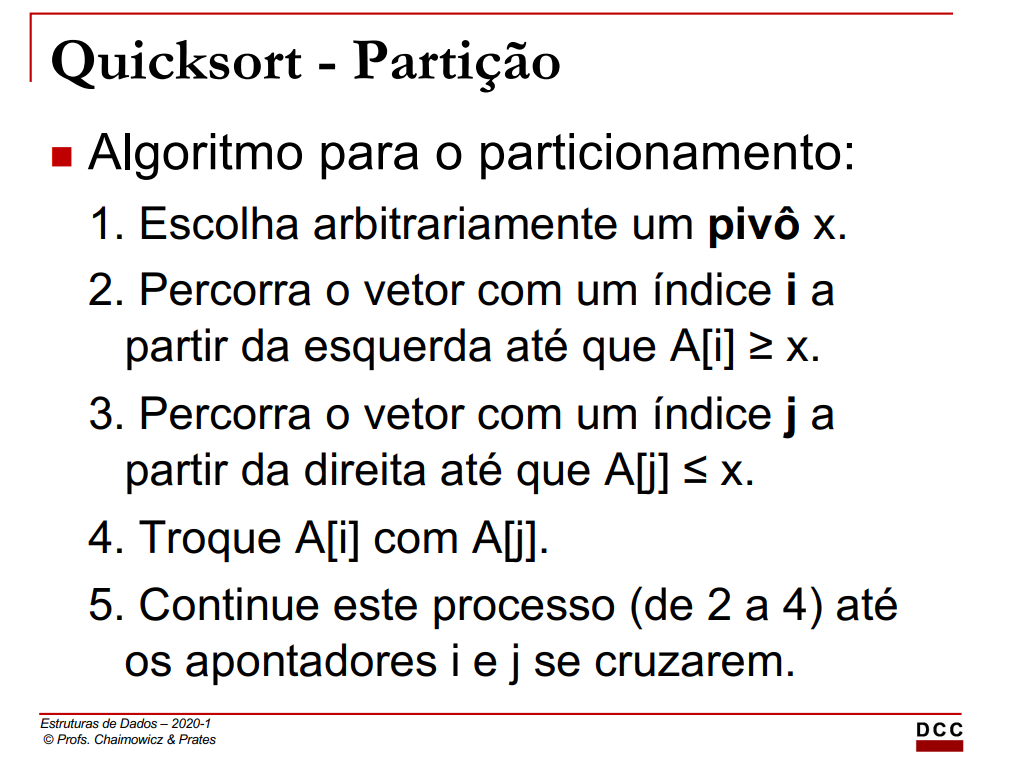 Quicksort - Partição
Algoritmo para o particionamento:
1. Escolha arbitrariamente um pivô x.
2. Percorra o vetor com um índice i a
partir da esquerda até que A[i] ≥ x.
3. Percorra o vetor com um índice j a
partir da direita até que A[j] ≤ x.
4. Troque A[i] com A[j].
5. Continue este processo (de 2 a 4) até
os apontadores i e j se cruzarem.
Estruturas de Dados – 2020-1
© Profs. Chaimowicz & Prates
DCC